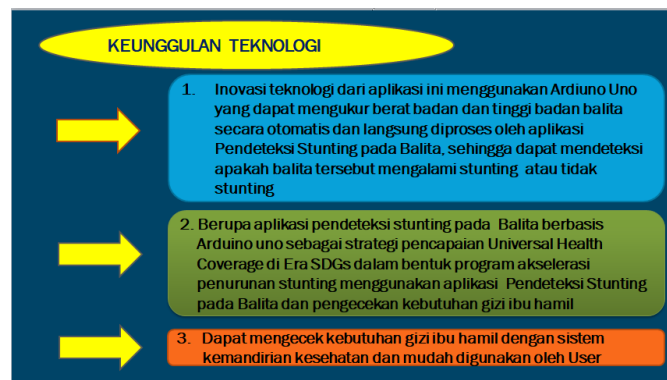 KEUNGGULAN TEKNOLOGI
1. Inovasi teknologi dari aplikasi ini menggunakan Ardiuno Uno
yang dapat mengukur berat badan dan tinggi badan balita
secara otomatis dan langsung diproses oleh aplikasi
Pendeteksi Stunting pada Balita, sehingga dapat mendeteksi
apakah balita tersebut mengalami stunting atau tidak
stunting
2. Berupa aplikasi pendeteksi stunting pada Balita berbasis
Arduino uno sebagai strategi pencapaian Universal Health
Coverage di Era SDGs dalam bentuk program akselerasi
penurunan stunting menggunakan aplikasi Pendeteksi Stunting
pada Balita dan pengecekan kebutuhan gizi ibu hamil
3. Dapat mengecek kebutuhan gizi ibu hamil dengan sistem
kemandirian kesehatan dan mudah digunakan oleh User